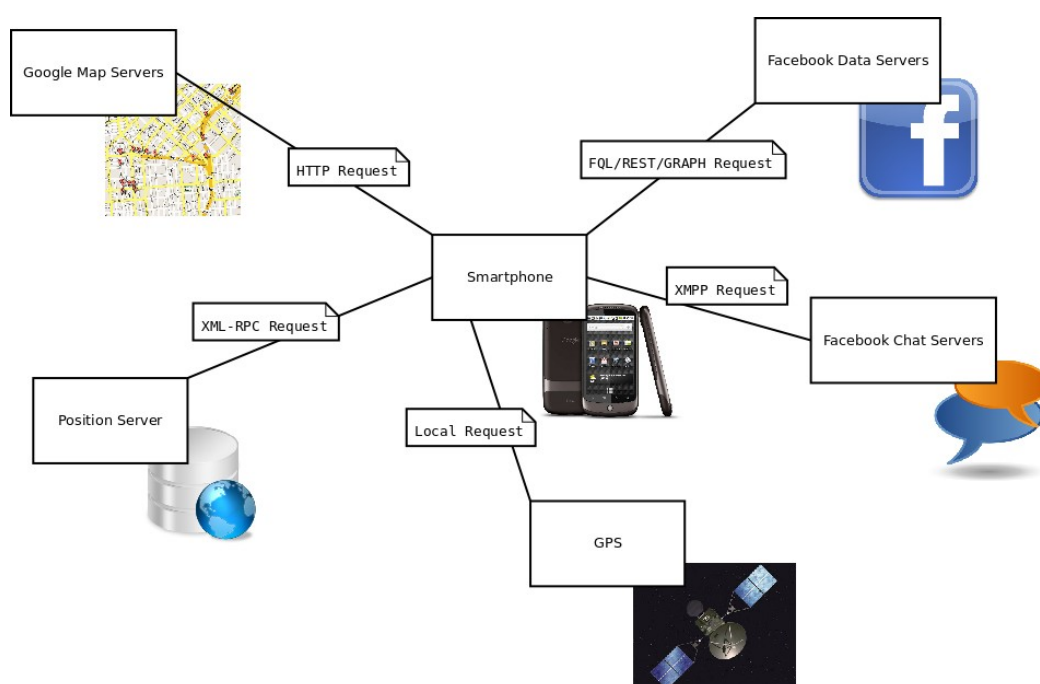 Google Map Servers
Facebook Data Servers
HTTP Request
FQL/REST/GRAPH Request
Smartphone
XMPP Request
XML-RPC Request
Facebook Chat Servers
Position Server
Local Request
GPS